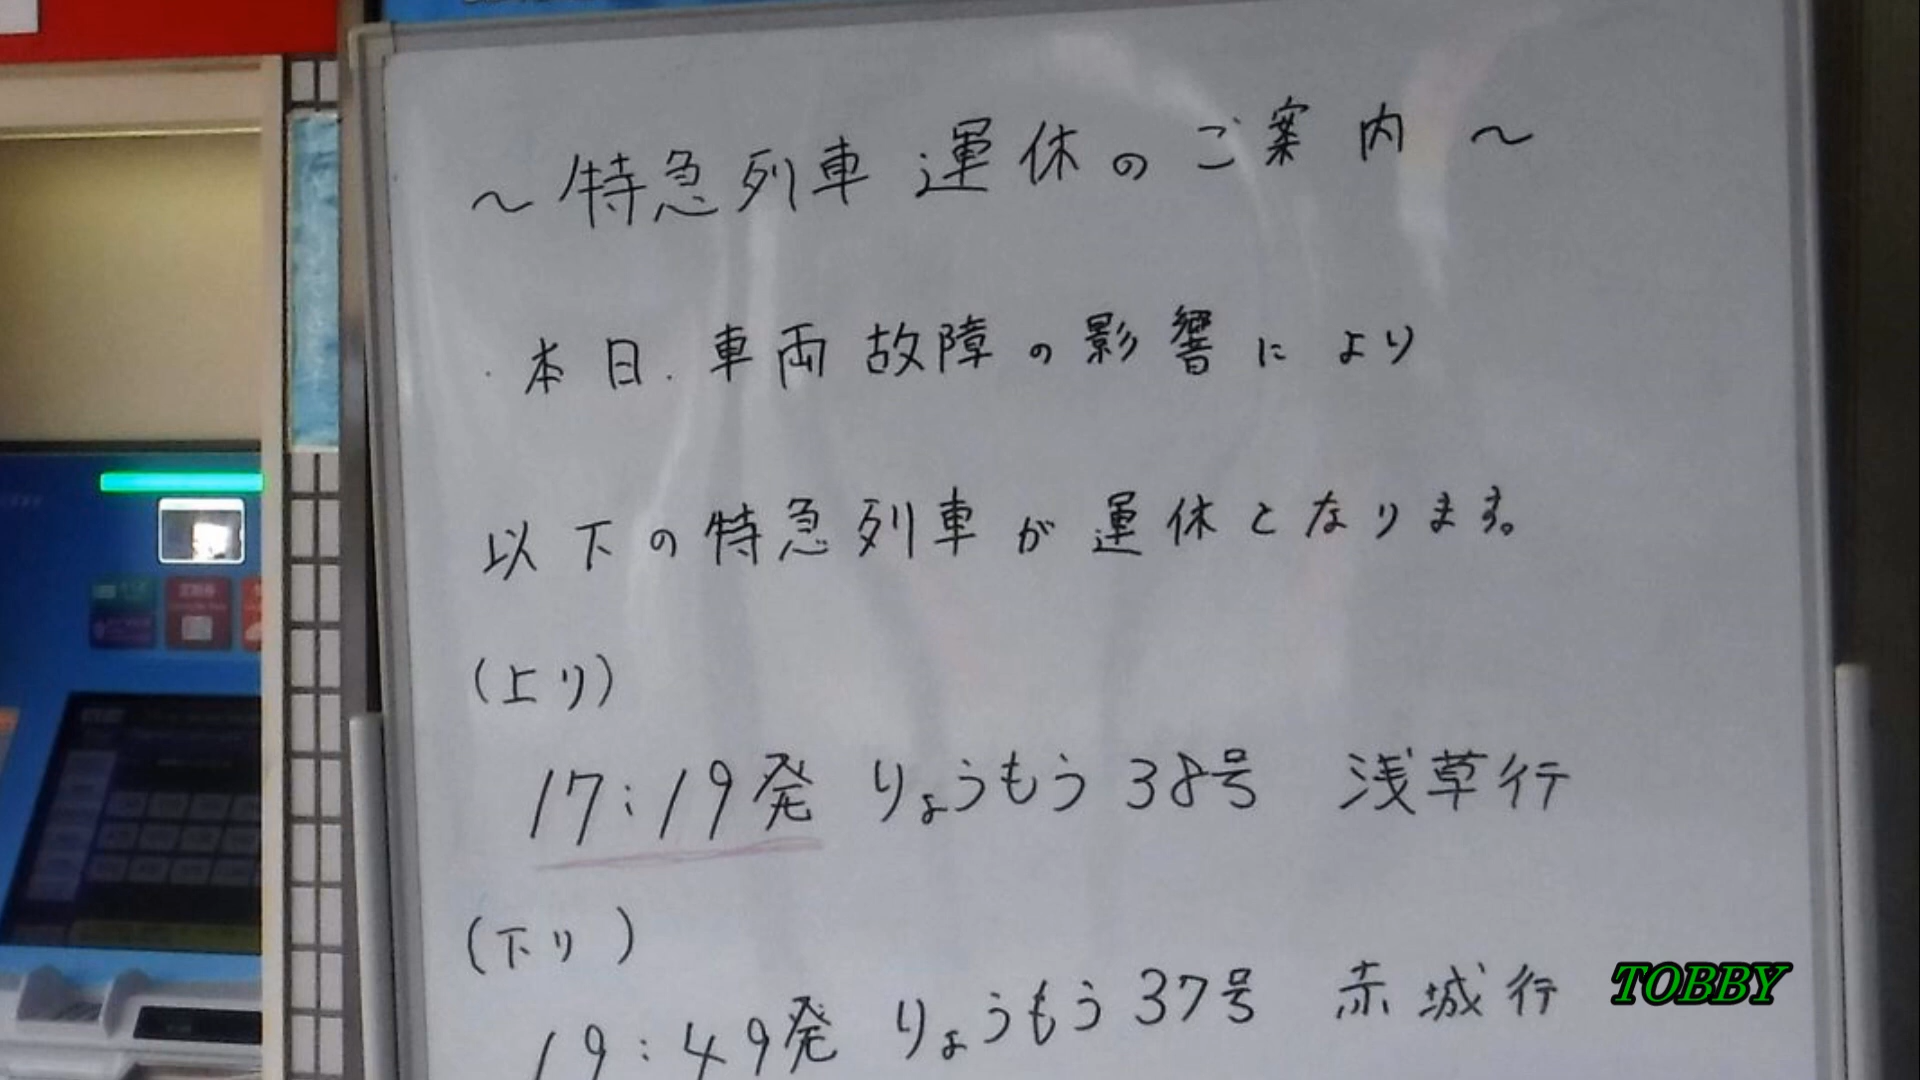 ～特急列車 運休のご案内～
本日、車両故障の影響により
以下の特急列車が運休となります。
(上り)
17:19発 りょうもう38号 浅草行
(下り)
19:49発 りょうもう37号 赤城行
TOBBY